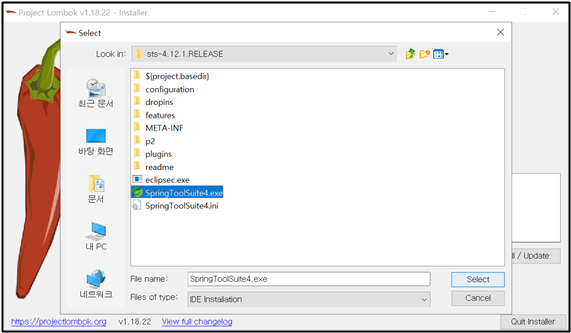 Project Lombok v1.18.22 - Installer
Select
Look in:
sts-4.12.1.RELEASE
최근 문서
바탕 화면
문서
내 PC
네트워크
$(project.basedir)
configuration
dropins
features
META-INF
p2
plugins
readme
eclipsec.exe
SpringToolSuite4.exe
SpringToolSuite4.ini
File name:
SpringToolSuite4.exe
Select
Files of type:
IDE Installation
Cancel
ll / Update
https://projectlombok.org
v1.18.22
View full changelog
Quit Installer